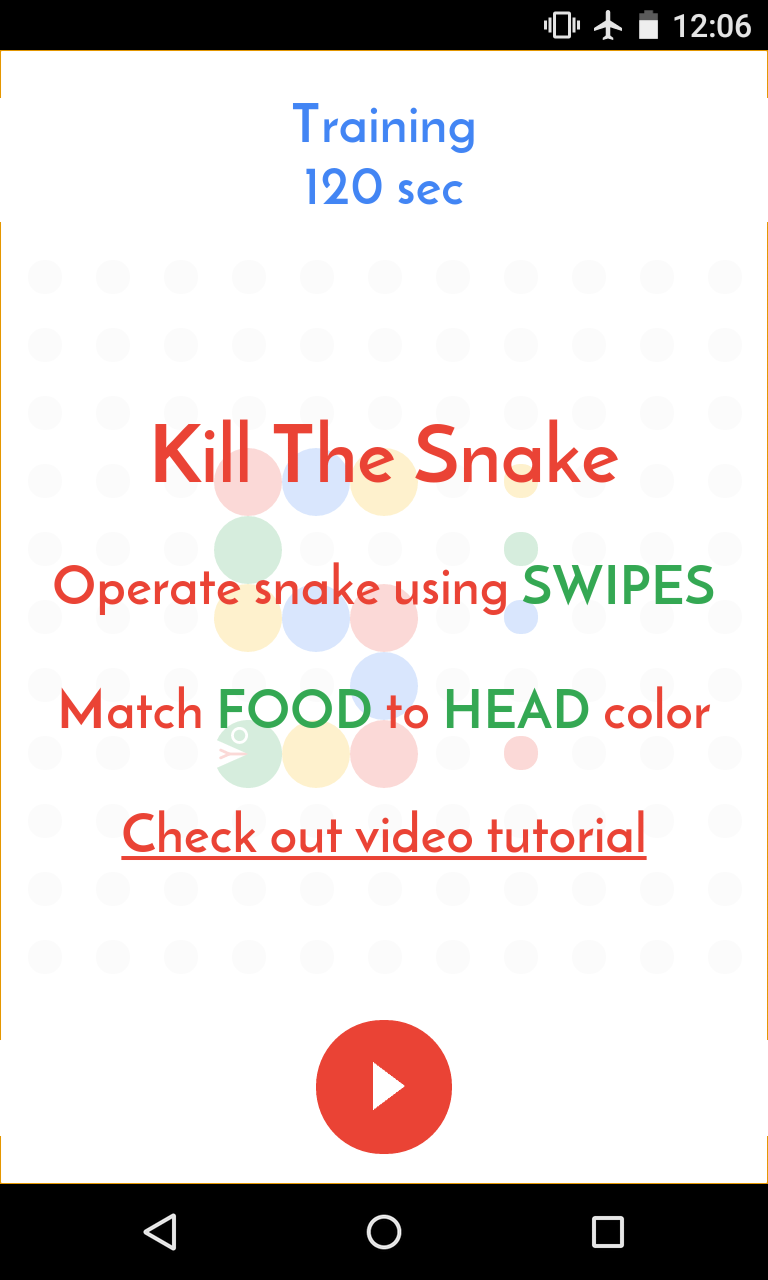 12:06
Training
120 sec
Kill The Snake
Operate snake using SWIPES
Match FOOD to HEAD color
Check out video tutorial